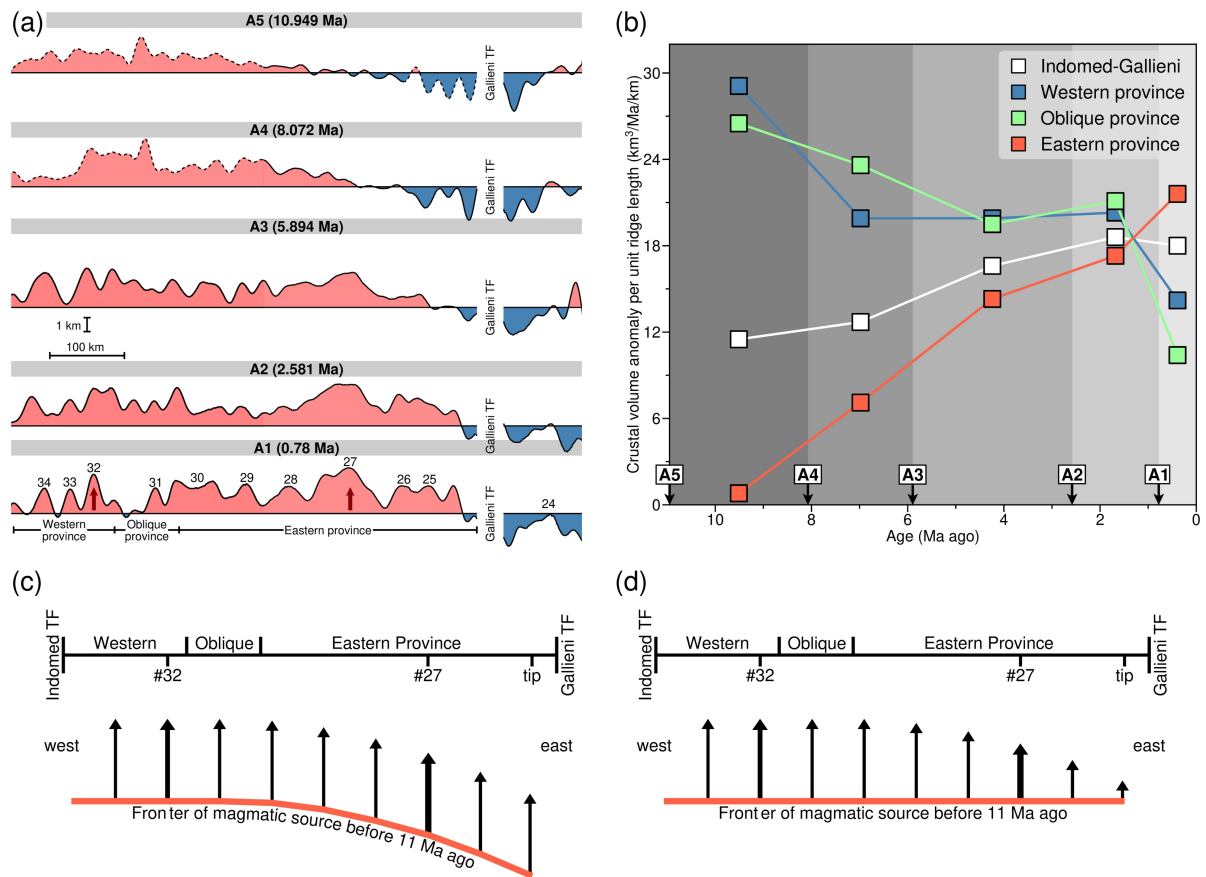 (a)
A5 (10.949 Ma)
Gallieni TF
A4 (8.072 Ma)
Gallieni TF
A3 (5.894 Ma)
Gallieni TF
1 km
100 km
A2 (2.581 Ma)
Gallieni TF
A1 (0.78 Ma)
34 33 32 31 30 29 28 27 26 25
Gallieni TF
24
Western province
Oblique province
Eastern province
(b)
Crustal volume anomaly per unit ridge length (km³/Ma/km)
30
24
18
12
6
0
Indomed-Gallieni
Western province
Oblique province
Eastern province
A5 A4 A3 A2 A1
10 8 6 4 2 0
Age (Ma ago)
(c)
Indomed TF
Western Oblique Eastern Province
Gallieni TF
#32 #27 tip
west east
Fronter of magmatic source before 11 Ma ago
(d)
Indomed TF
Western Oblique Eastern Province
Gallieni TF
#32 #27 tip
west east
Fronter of magmatic source before 11 Ma ago